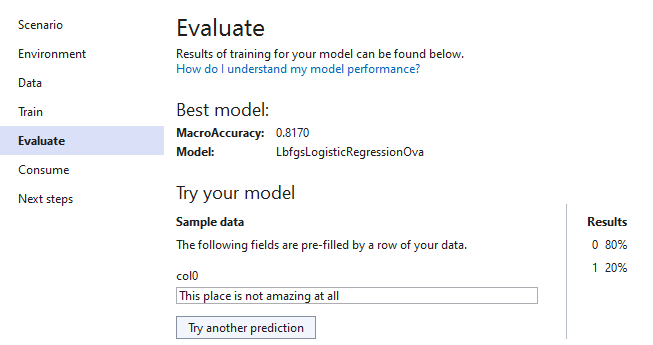 Scenario
Environment
Data
Train
Evaluate
Consume
Next steps
Evaluate
Results of training for your model can be found below.
How do I understand my model performance?
Best model:
MacroAccuracy: 0.8170
Model: LbfgsLogisticRegressionOva
Try your model
Sample data
The following fields are pre-filled by a row of your data.
col0
This place is not amazing at all
Try another prediction
Results
0 80%
1 20%